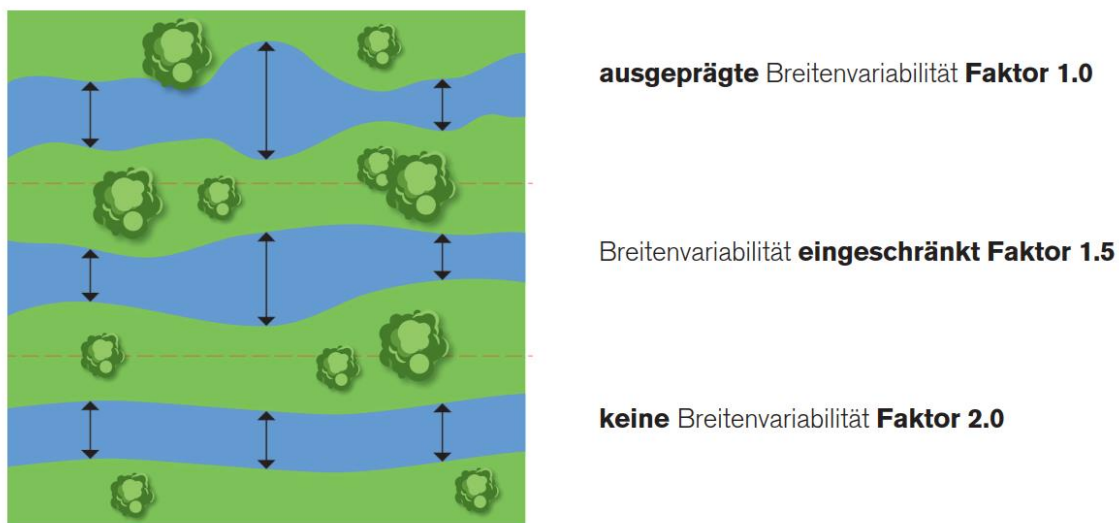 ausgeprägte Breitenvariabilität Faktor 1.0
Breitenvariabilität eingeschränkt Faktor 1.5
keine Breitenvariabilität Faktor 2.0